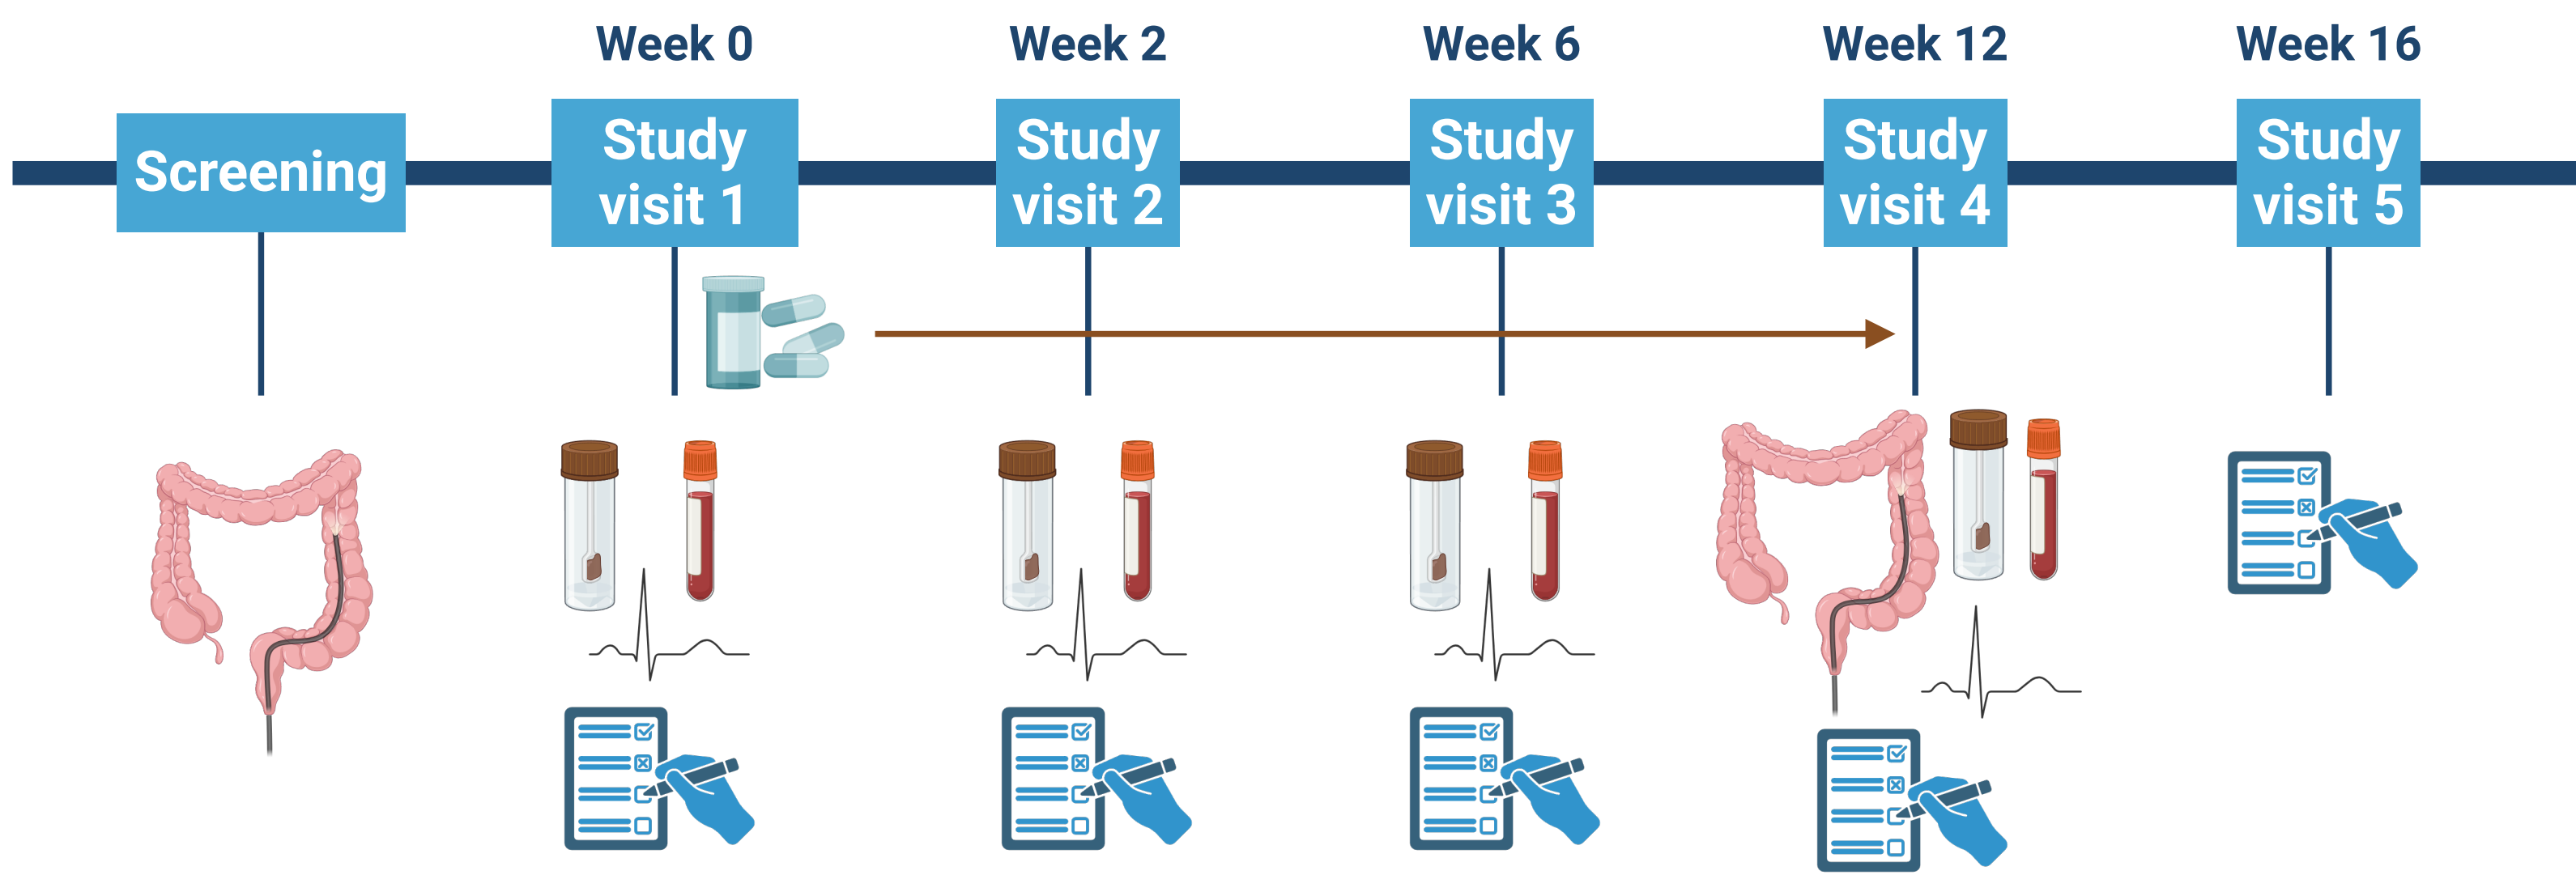 Week 0
Week 2
Week 6
Week 12
Week 16
Screening
Study
visit 1
Study
visit 2
Study
visit 3
Study
visit 4
Study
visit 5